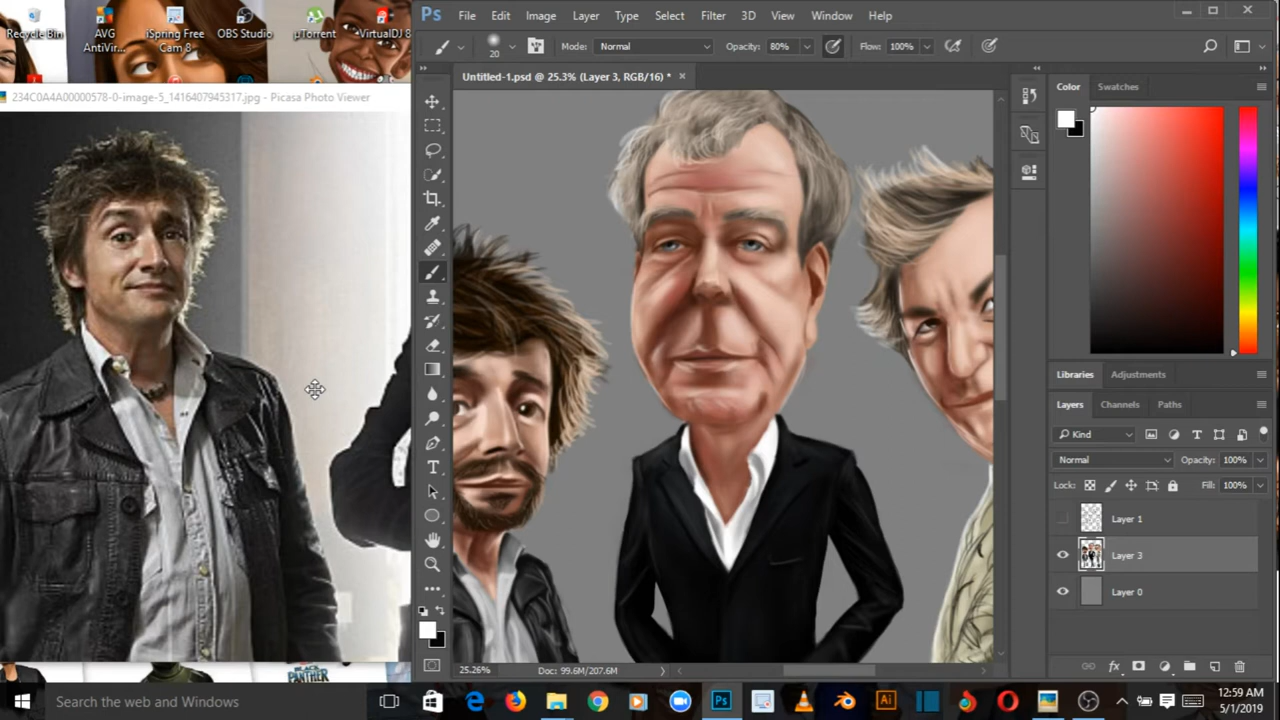 Recycle Bin
AVG
AntiVir...
iSpring Free
Cam 8
OBS Studio
µTorrent
VirtualDJ 8
234C0A4A00000578-0-image-5_1416407945317.jpg - Picasa Photo Viewer
Ps File Edit Image Layer Type Select Filter 3D View Window Help
20 Mode: Normal Opacity: 80% Flow: 100%
Untitled-1.psd @ 25.3% (Layer 3, RGB/16) *
Color Swatches
Libraries Adjustments
Layers Channels Paths
Kind
Normal Opacity: 100%
Lock: Fill: 100%
Layer 1
Layer 3
Layer 0
25.26% Doc: 99.6M/207.6M
BLACK
PANTHER
Search the web and Windows
Ps
Ai
12:59 AM
5/1/2019